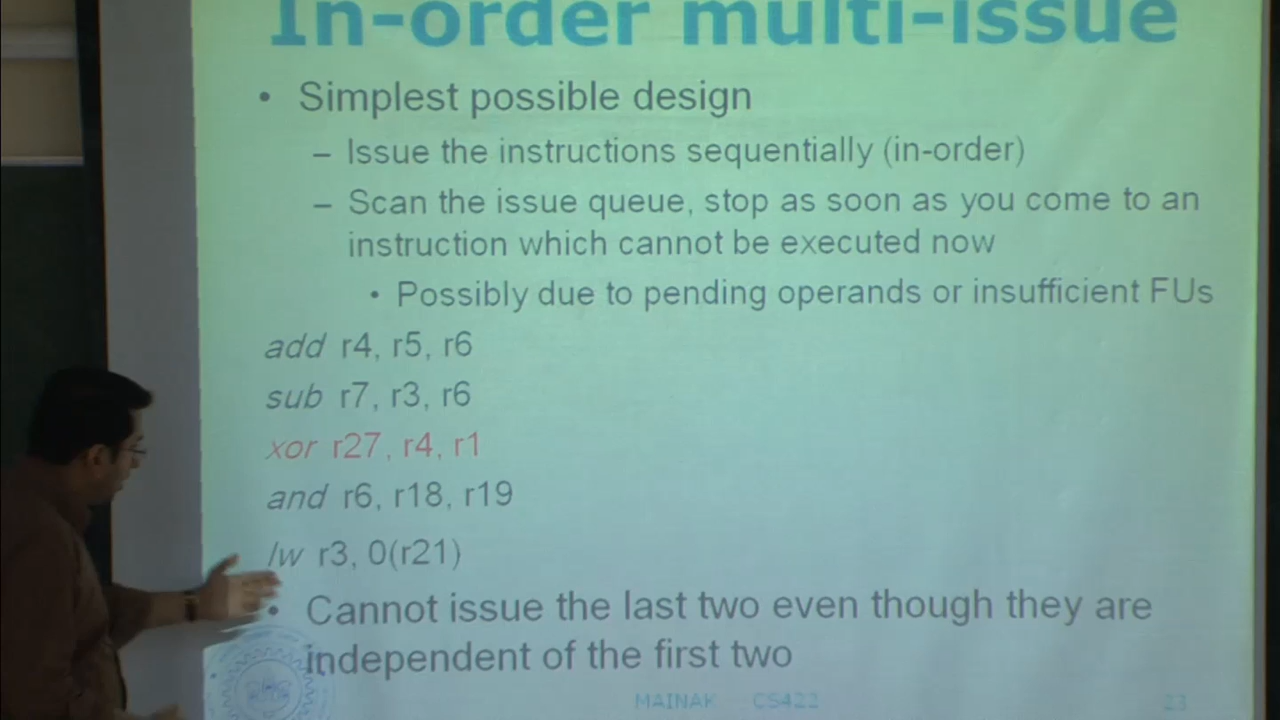 In-order multi-issue
• Simplest possible design
– Issue the instructions sequentially (in-order)
– Scan the issue queue, stop as soon as you come to an
instruction which cannot be executed now
• Possibly due to pending operands or insufficient FUs
add r4, r5, r6
sub r7, r3, r6
xor r27, r4, r1
and r6, r18, r19
lw r3, 0(r21)
• Cannot issue the last two even though they are
independent of the first two
MAINAK CS422
23